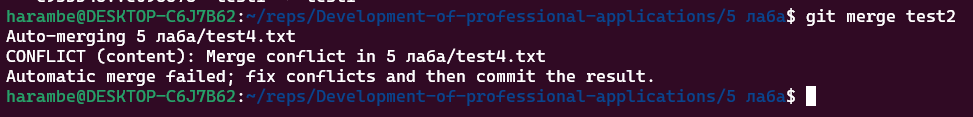 harambe@DESKTOP-C6J7B62:~/reps/Development-of-professional-applications/5 лаба$ git merge test2
Auto-merging 5 лаба/test4.txt
CONFLICT (content): Merge conflict in 5 лаба/test4.txt
Automatic merge failed; fix conflicts and then commit the result.
harambe@DESKTOP-C6J7B62:~/reps/Development-of-professional-applications/5 лаба$